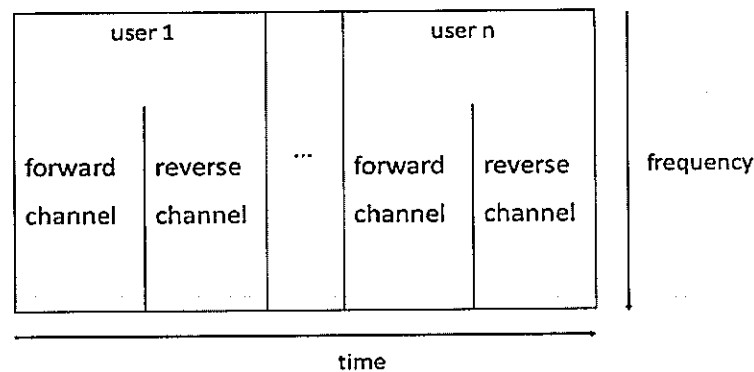 user 1
user n
forward reverse ... forward reverse
channel channel channel channel
frequency
time